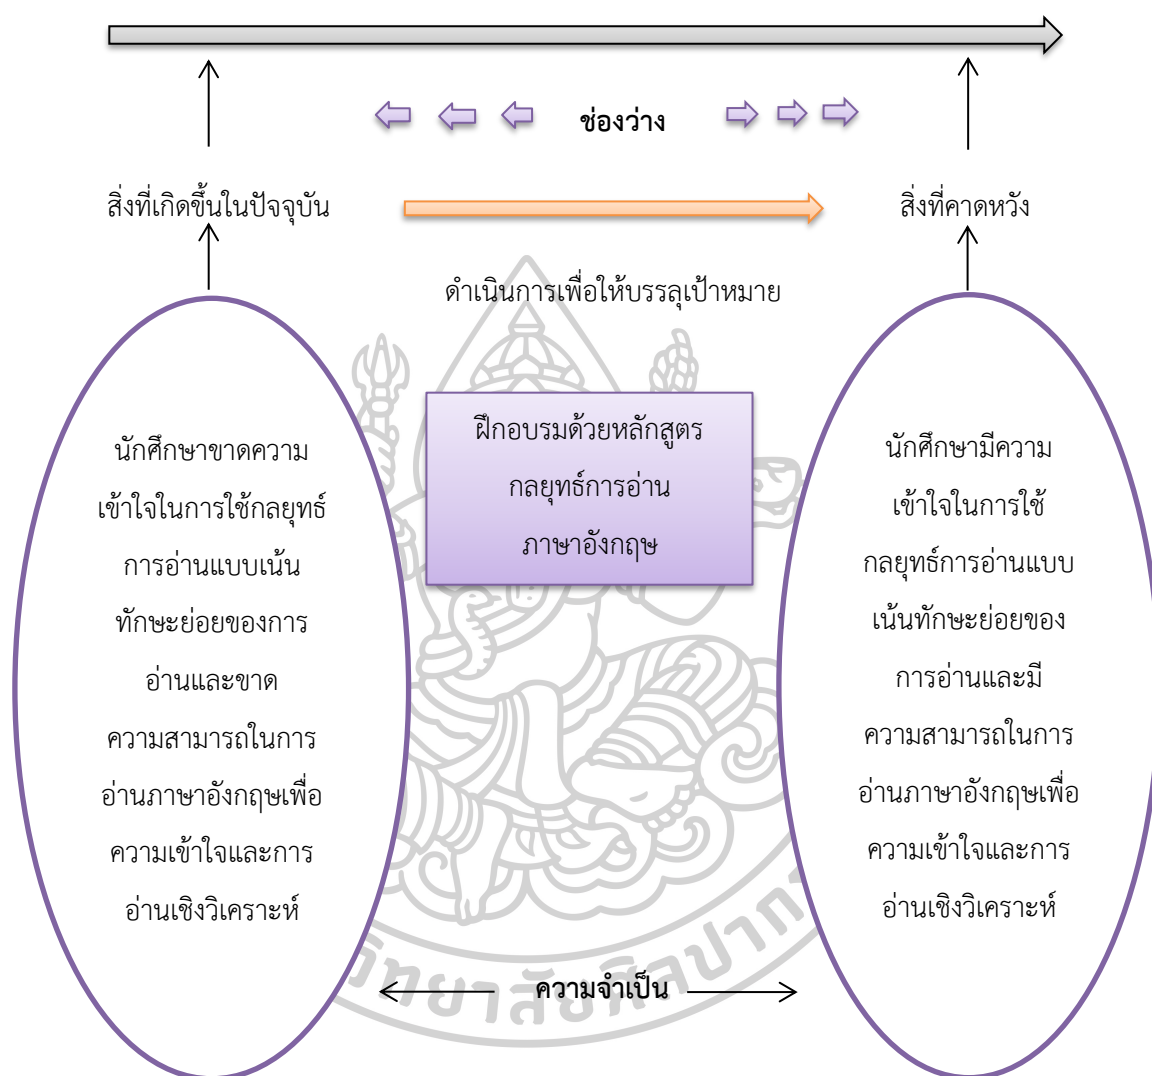 ช่องว่าง
สิ่งที่เกิดขึ้นในปัจจุบัน
สิ่งที่คาดหวัง
ดำเนินการเพื่อให้บรรลุเป้าหมาย
นักศึกษาขาดความ
เข้าใจในการใช้กลยุทธ์
การอ่านแบบเน้น
ทักษะย่อยของการ
อ่านและขาด
ความสามารถในการ
อ่านภาษาอังกฤษเพื่อ
ความเข้าใจและการ
อ่านเชิงวิเคราะห์
ฝึกอบรมด้วยหลักสูตร
กลยุทธ์การอ่าน
ภาษาอังกฤษ
นักศึกษามีความ
เข้าใจในการใช้
กลยุทธ์การอ่านแบบ
เน้นทักษะย่อยของ
การอ่านและมี
ความสามารถในการ
อ่านภาษาอังกฤษเพื่อ
ความเข้าใจและการ
อ่านเชิงวิเคราะห์
ความจำเป็น